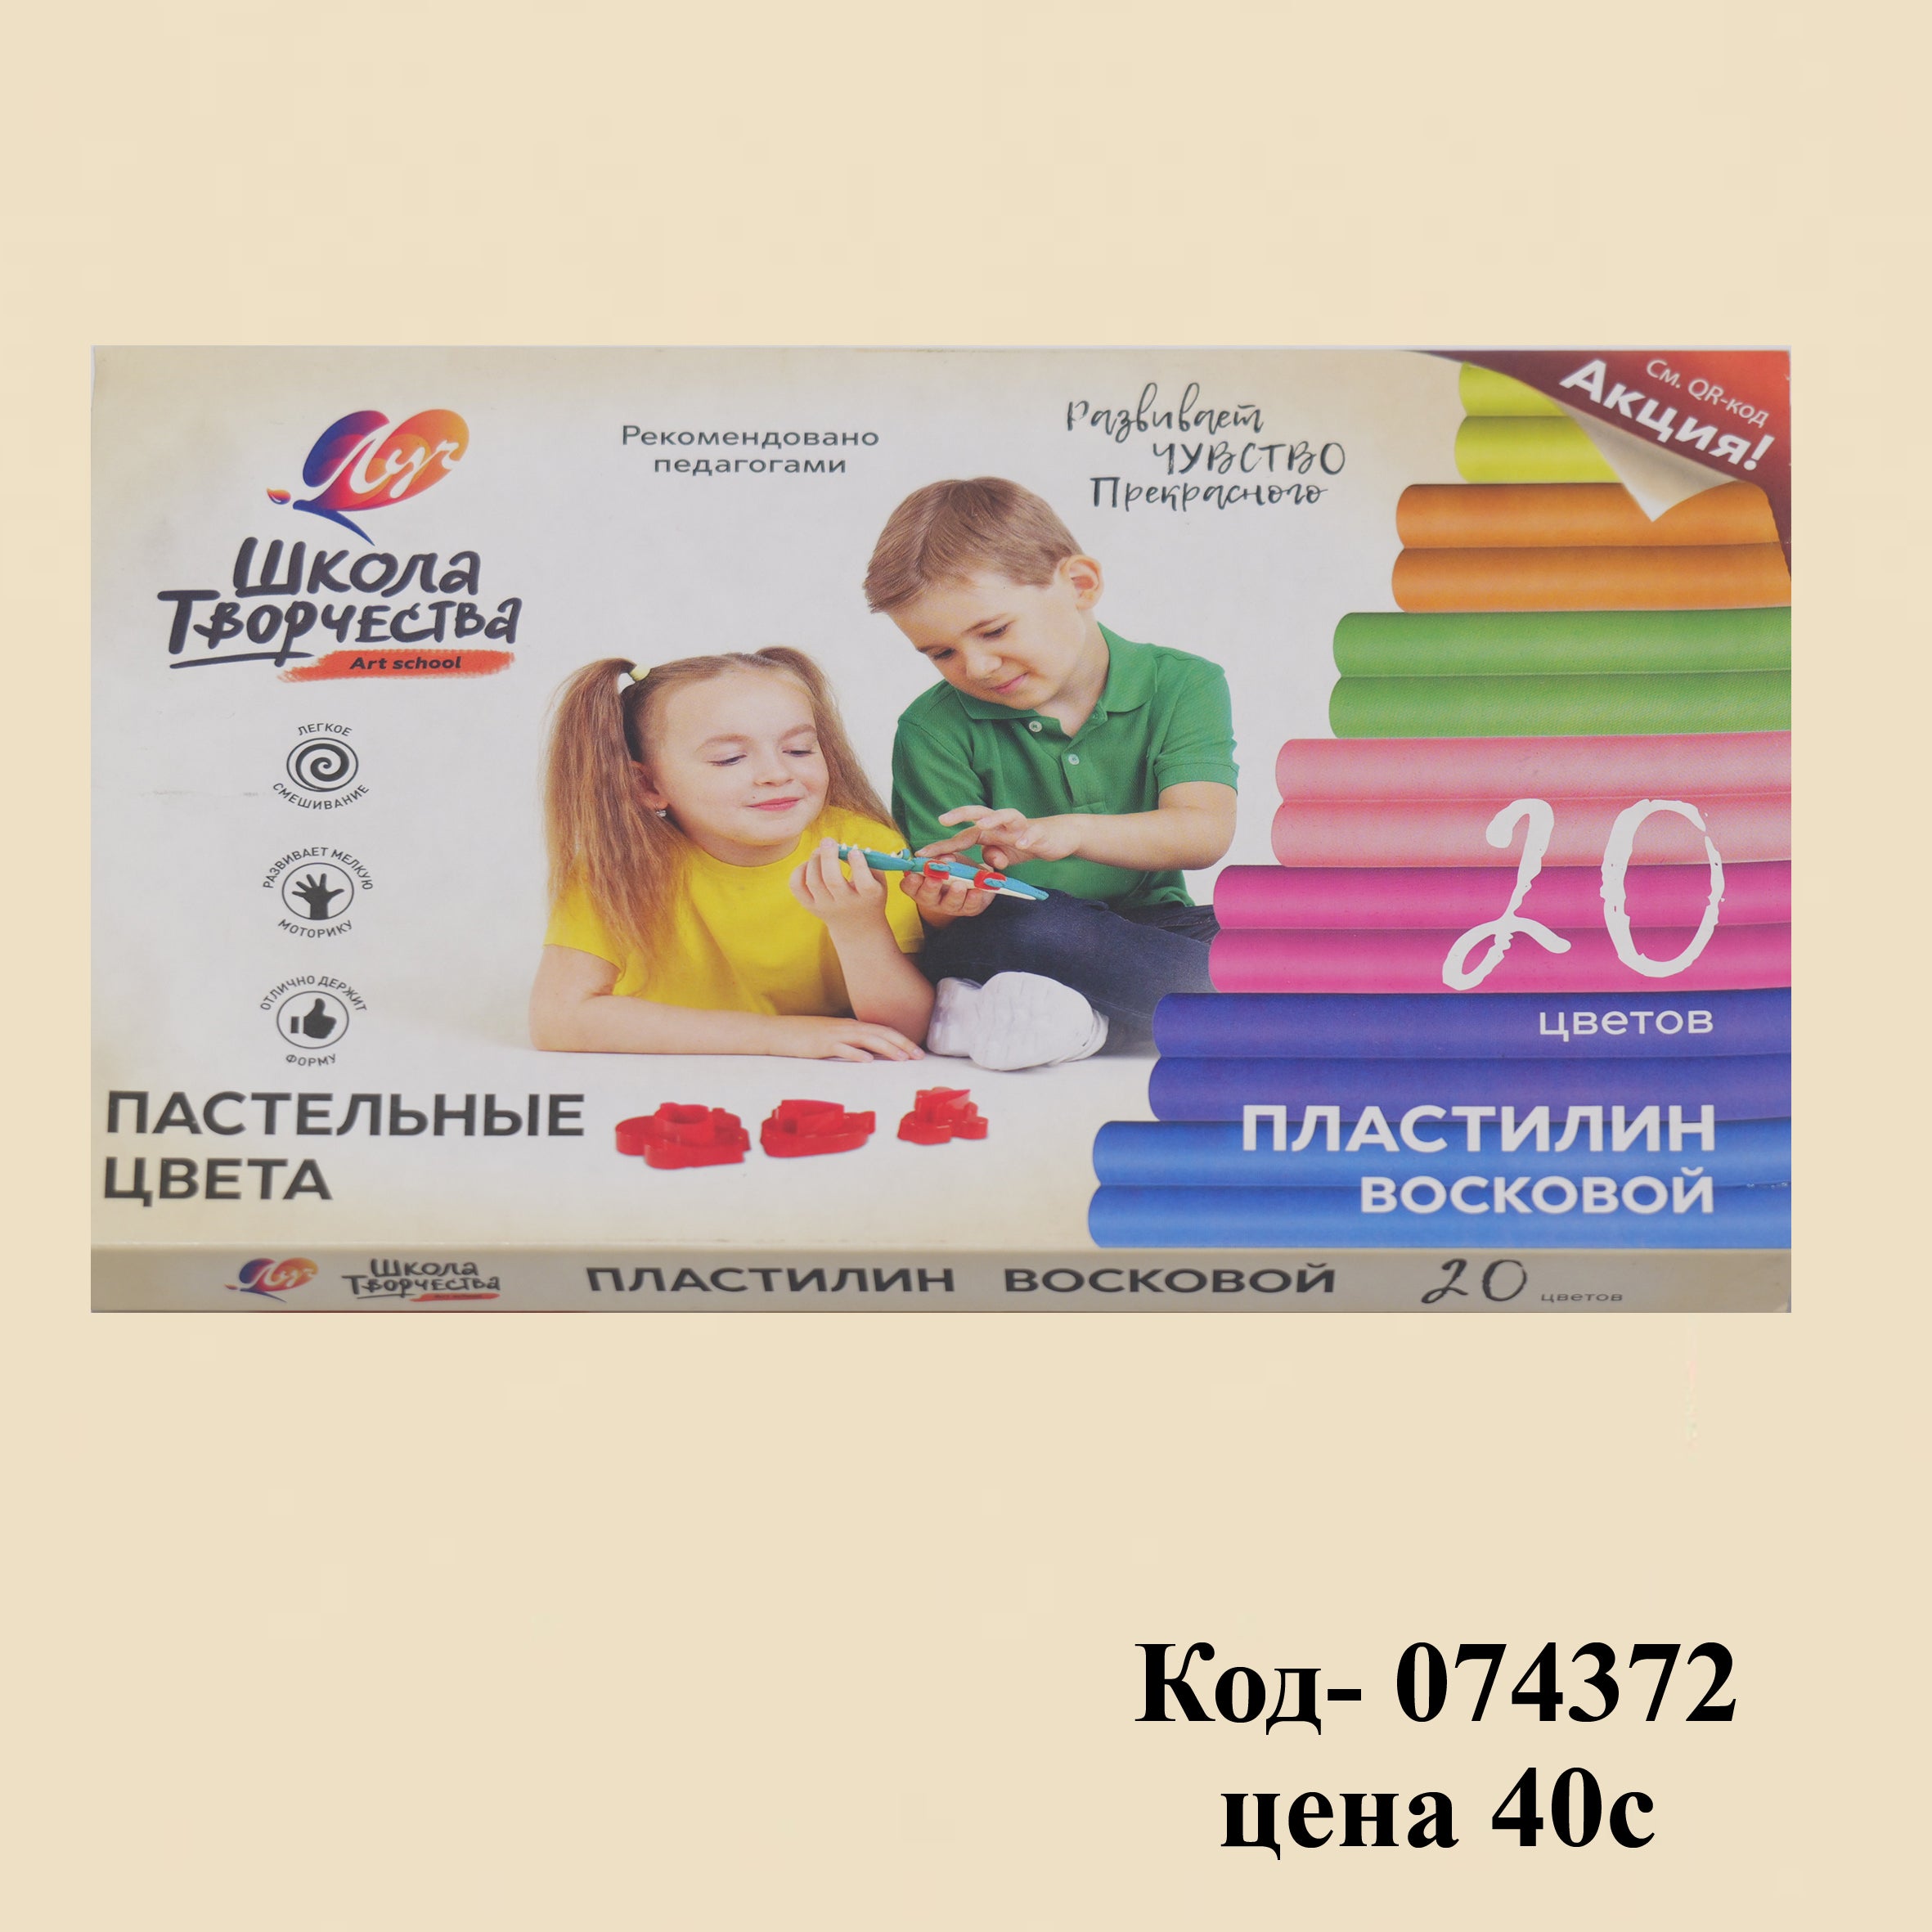 Луч
Школа
Творчества
Art school
Рекомендовано
педагогами
Развивает
ЧУВСТВО
Прекрасного
См. QR-код
Акция!
ЛЕГКОЕ
СМЕШИВАНИЕ
РАЗВИВАЕТ МЕЛКУЮ
МОТОРИКУ
ОТЛИЧНО ДЕРЖИТ
ФОРМУ
ПАСТЕЛЬНЫЕ
ЦВЕТА
20
цветов
ПЛАСТИЛИН
ВОСКОВОЙ
Луч Школа Творчества Art school ПЛАСТИЛИН ВОСКОВОЙ 20 цветов
Код- 074372
цена 40с